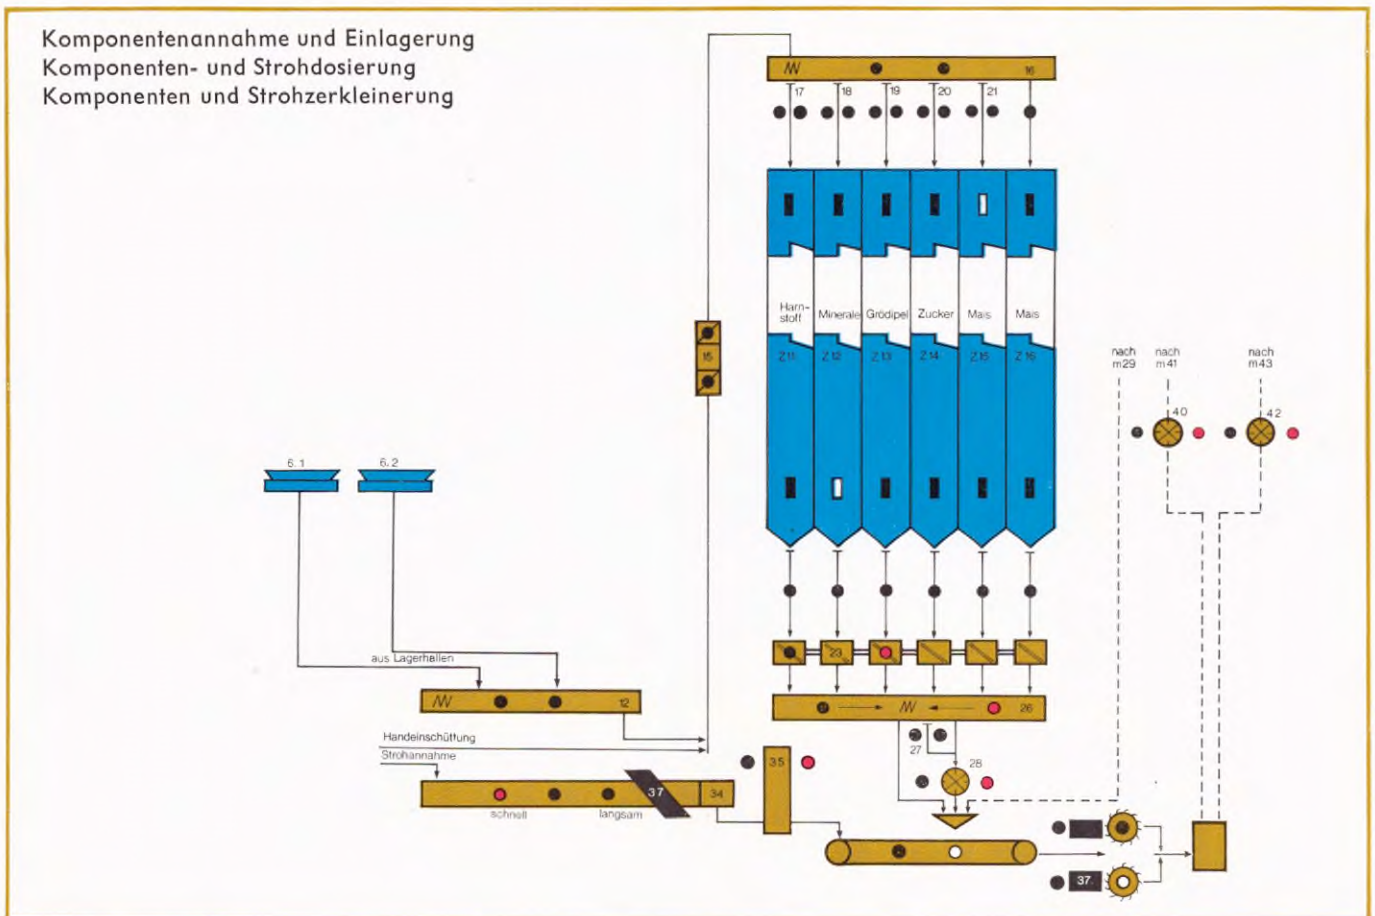 Komponentenannahme und Einlagerung
Komponenten- und Strohdosierung
Komponenten und Strohzerkleinerung
16
17 18 19 20 21
Harn-
stoff
Minerale Grödipel Zucker Mais Mais
15
Z.11 Z.12 Z.13 Z.14 Z.15 Z.16
nach
m29
nach
m41
nach
m43
40 42
6.1 6.2
23
aus Lagerhallen
12
26
Handeinschüttung
Strohannahme
27
28
35
37 34
schnell langsam
37.